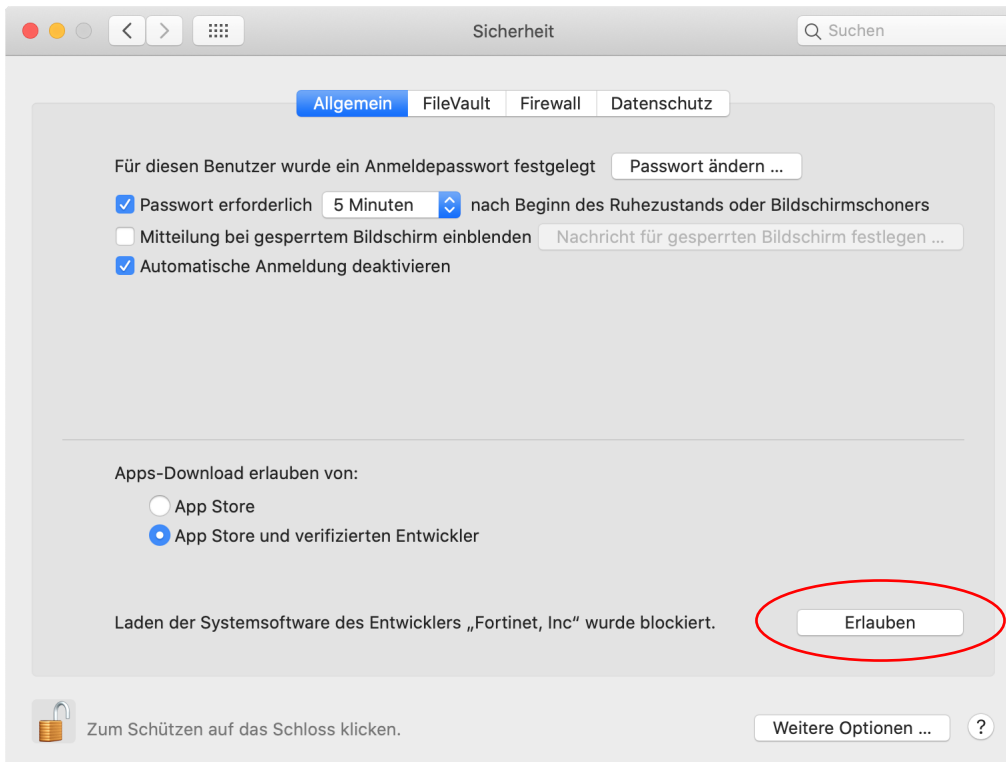 Sicherheit
Suchen
Allgemein FileVault Firewall Datenschutz
Für diesen Benutzer wurde ein Anmeldepasswort festgelegt Passwort ändern ...
Passwort erforderlich 5 Minuten nach Beginn des Ruhezustands oder Bildschirmschoners
Mitteilung bei gesperrtem Bildschirm einblenden Nachricht für gesperrten Bildschirm festlegen ...
Automatische Anmeldung deaktivieren
Apps-Download erlauben von:
App Store
App Store und verifizierten Entwickler
Laden der Systemsoftware des Entwicklers „Fortinet, Inc“ wurde blockiert. Erlauben
Zum Schützen auf das Schloss klicken. Weitere Optionen ... ?